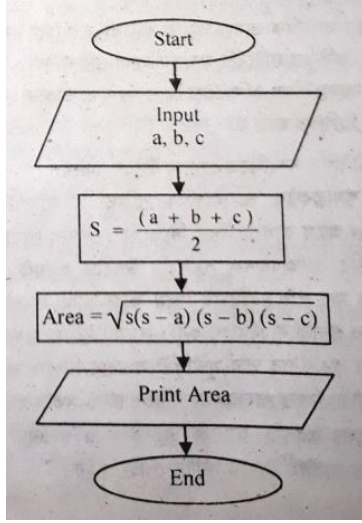 Start
Input
a, b, c
S = (a + b + c) / 2
Area = √s(s – a) (s – b) (s – c)
Print Area
End